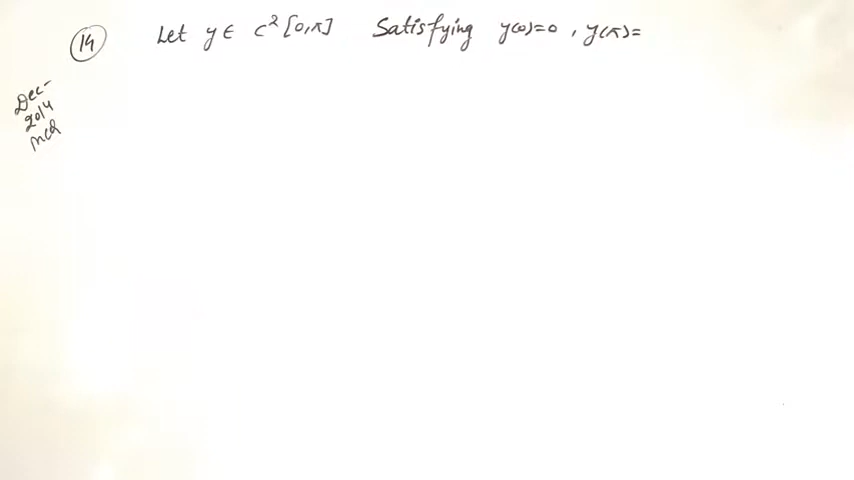 14 Let y ∈ c² [0,π] Satisfying y(0)=0 , y(π)=
Dec-
2014
MCQ